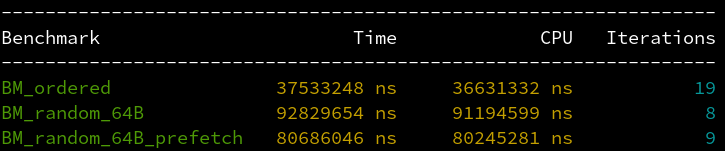 -----------------------------------------------------------------
Benchmark                       Time             CPU   Iterations
-----------------------------------------------------------------
BM_ordered               37533248 ns     36631332 ns           19
BM_random_64B            92829654 ns     91194599 ns            8
BM_random_64B_prefetch   80686046 ns     80245281 ns            9